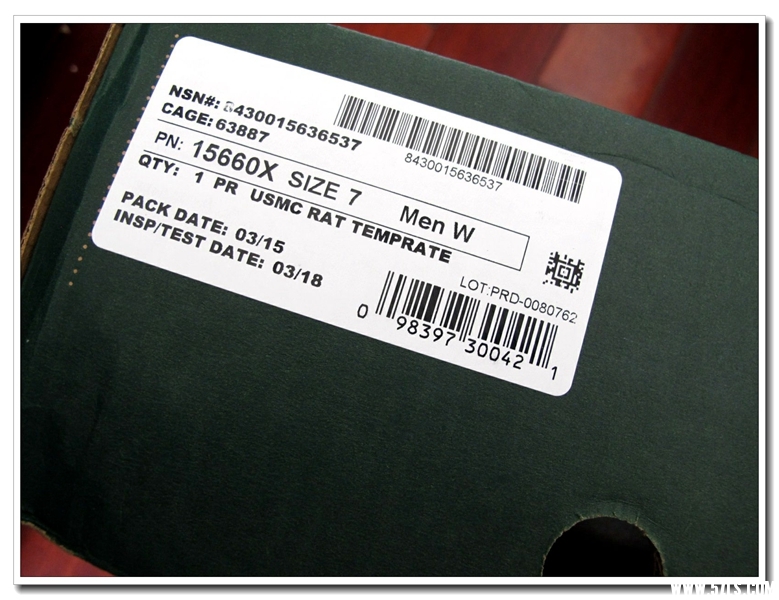 NSN#: 8430015636537
CAGE: 63887
8430015636537
PN: 15660X SIZE 7 Men W
QTY: 1 PR USMC RAT TEMPRATE
PACK DATE: 03/15
INSP/TEST DATE: 03/18
LOT:PRD-0080762
0 98397 30042 1